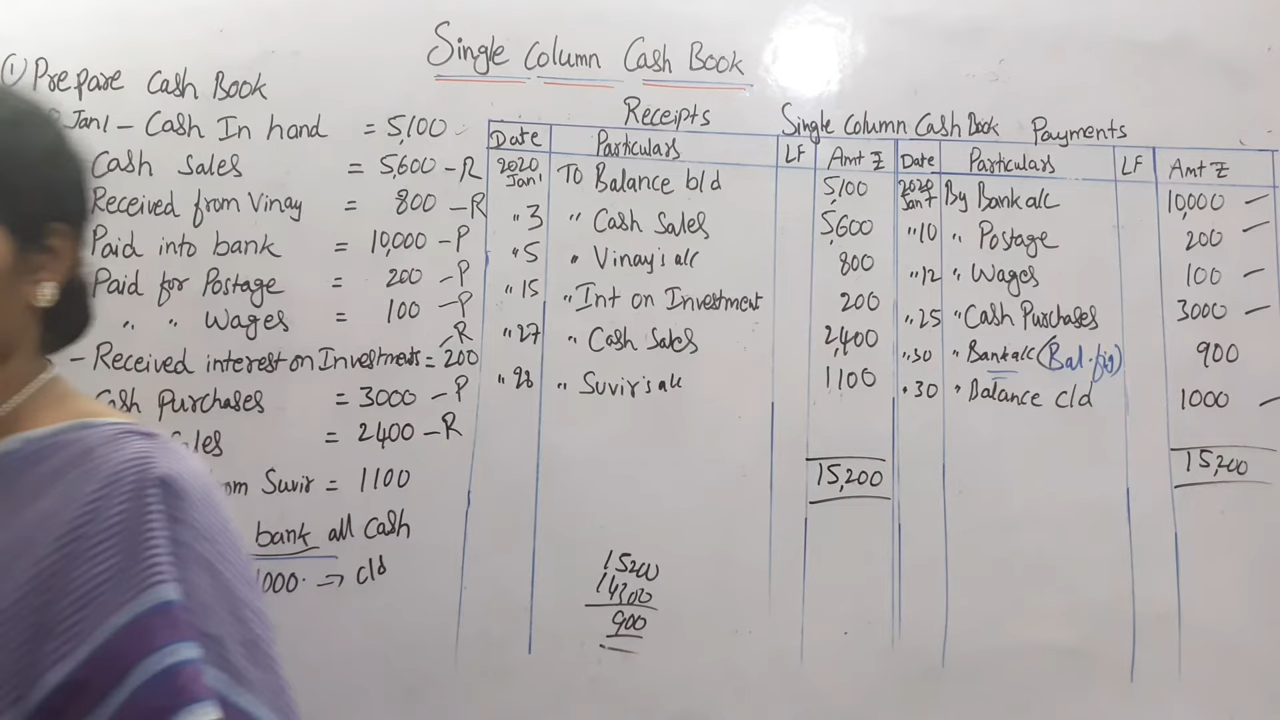 Single Column Cash Book
① Prepare Cash Book
Jan1 – Cash In hand = 5,100
Cash Sales = 5,600 – R
Received from Vinay = 800 – R
Paid into bank = 10,000 – P
Paid for Postage = 200 – P
" " Wages = 100 – P
– Received interest on Investments = 200 – R
Cash Purchases = 3000 – P
Sales = 2400 – R
om Suvir = 1100
bank all Cash
1000. → c/d
Receipts Single Column Cash Book Payments
Date Particulars LF Amt ₹ Date Particulars LF Amt ₹
2020 Jan1 To Balance b/d 5,100 2020 Jan 7 By Bank a/c 10,000 –
"3 " Cash Sales 5,600 "10 " Postage 200 –
"5 " Vinay's a/c 800 "12 " Wages 100 –
"15 " Int on Investment 200 "25 " Cash Purchases 3000 –
"27 " Cash Sales 2,400 "30 " Bank a/c (Bal. fig) 900
"28 " Suvir's a/c 1100 "30 " Balance c/d 1000 –
15,200 15,200
15200
14300
900